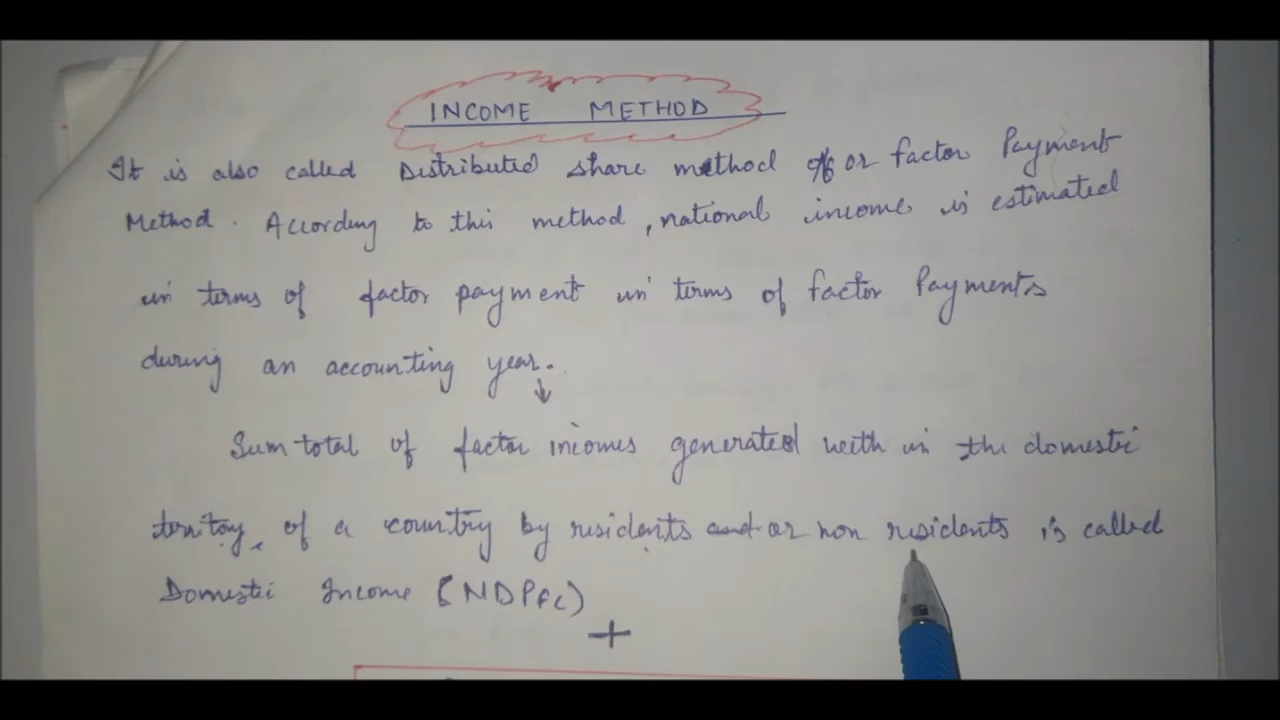 INCOME METHOD
It is also called Distributed share method or factor Payment
Method. According to this method, national income is estimated
in terms of factor payment in terms of factor Payments
during an accounting year.
↓
Sum total of factor incomes generated with in the domestic
territoy, of a country by residents or non residents is called
Domestic Income (NDPFC)
+